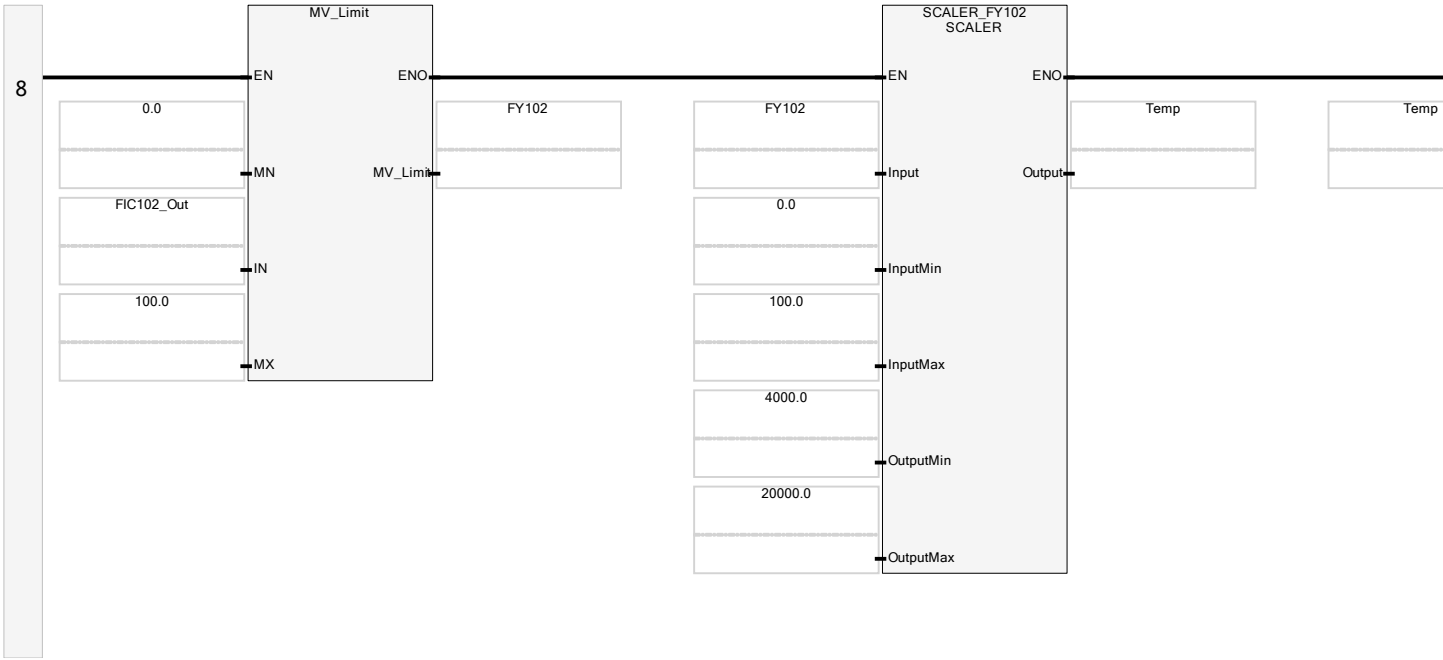 8
MV_Limit
EN
ENO
0.0
MN
FY102
MV_Limit
FIC102_Out
IN
100.0
MX
SCALER_FY102
SCALER
EN
ENO
FY102
Input
Temp
Output
0.0
InputMin
100.0
InputMax
4000.0
OutputMin
20000.0
OutputMax
Temp